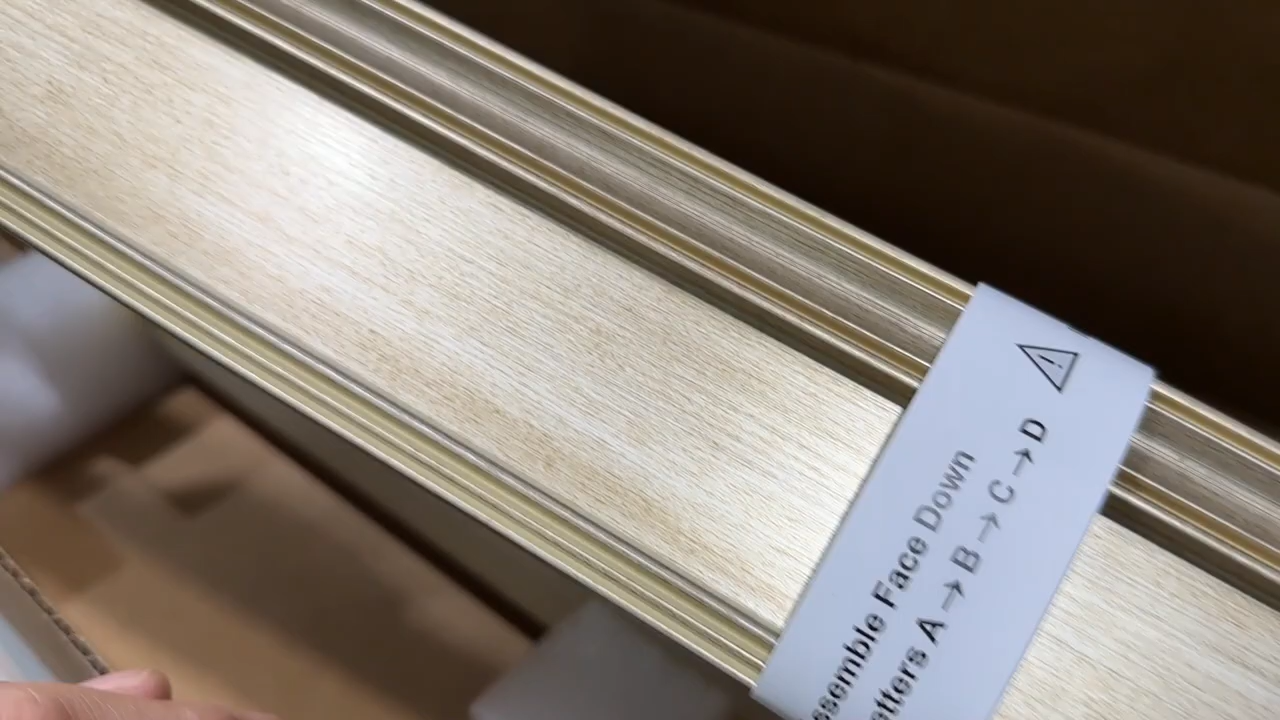 ssemble Face Down
etters A → B → C → D